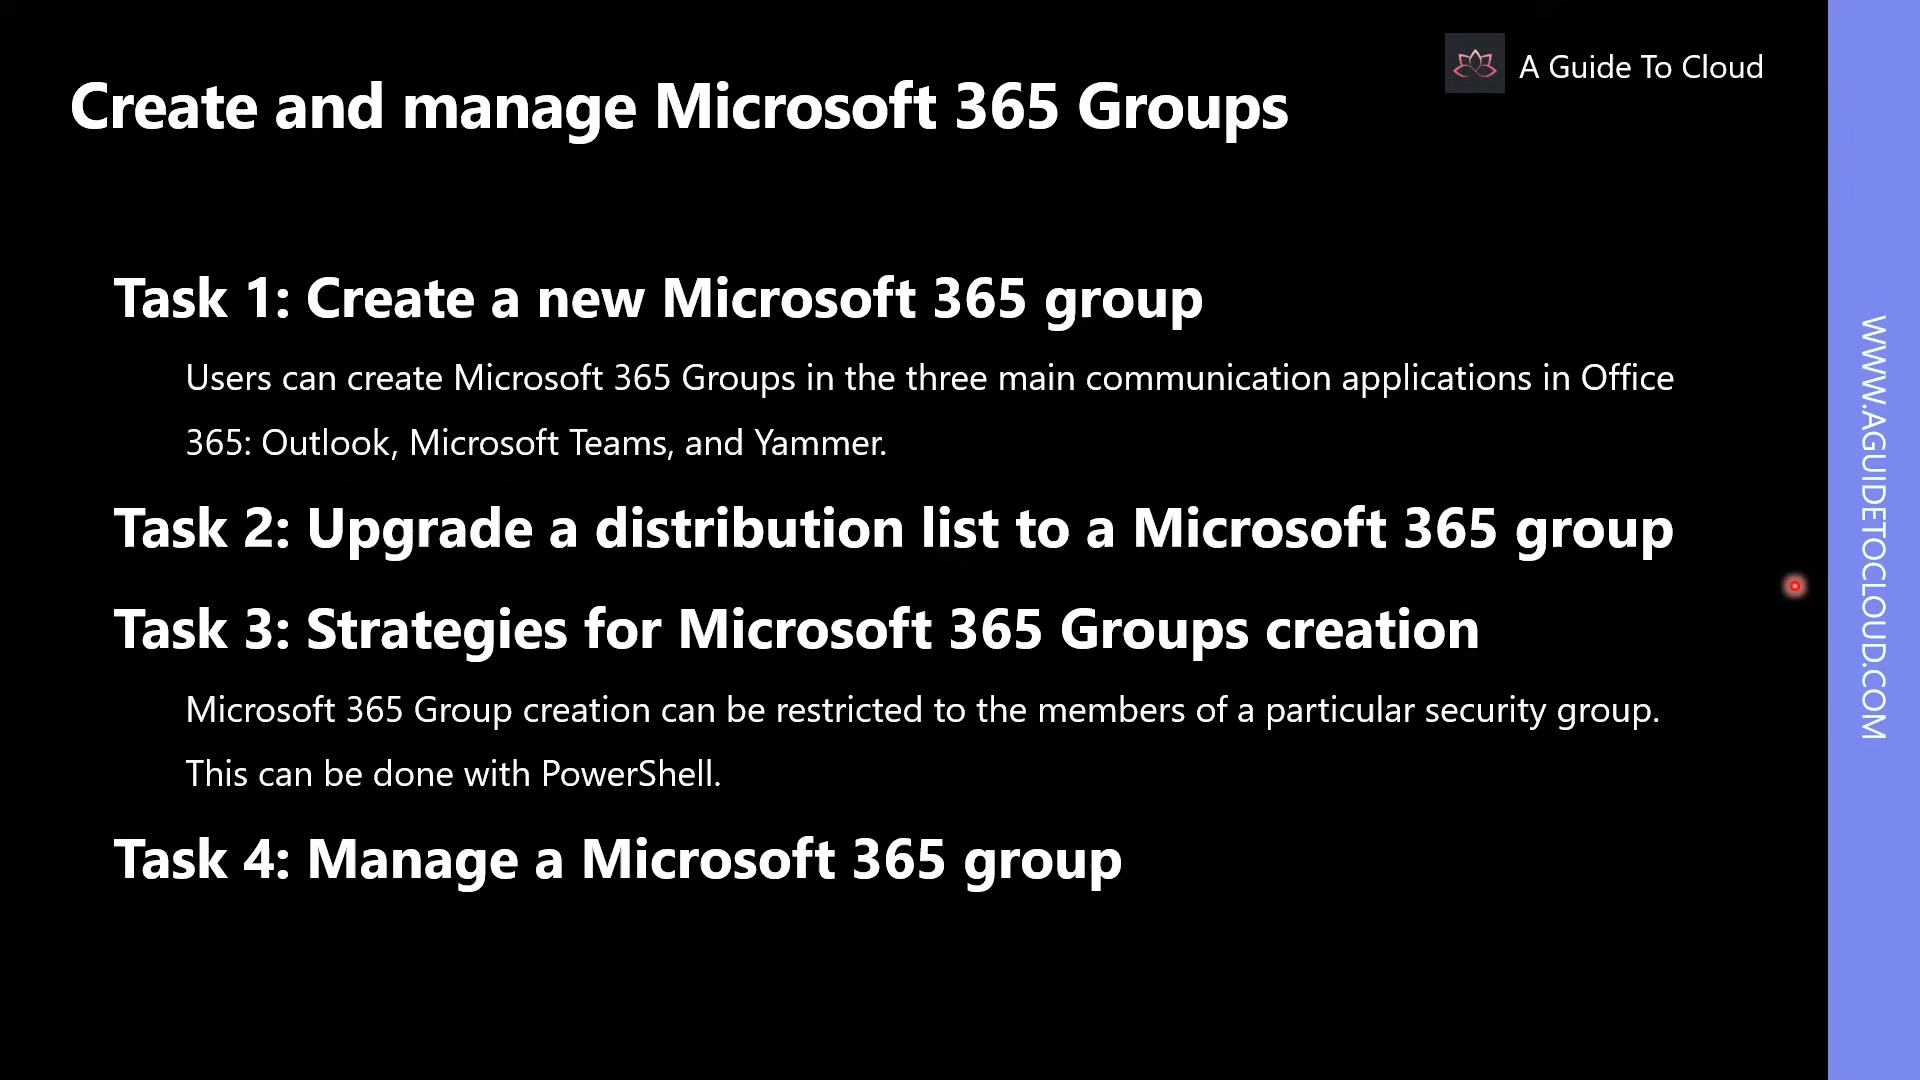 A Guide To Cloud
Create and manage Microsoft 365 Groups
Task 1: Create a new Microsoft 365 group
Users can create Microsoft 365 Groups in the three main communication applications in Office
365: Outlook, Microsoft Teams, and Yammer.
Task 2: Upgrade a distribution list to a Microsoft 365 group
Task 3: Strategies for Microsoft 365 Groups creation
Microsoft 365 Group creation can be restricted to the members of a particular security group.
This can be done with PowerShell.
Task 4: Manage a Microsoft 365 group
WWW.AGUIDETOCLOUD.COM